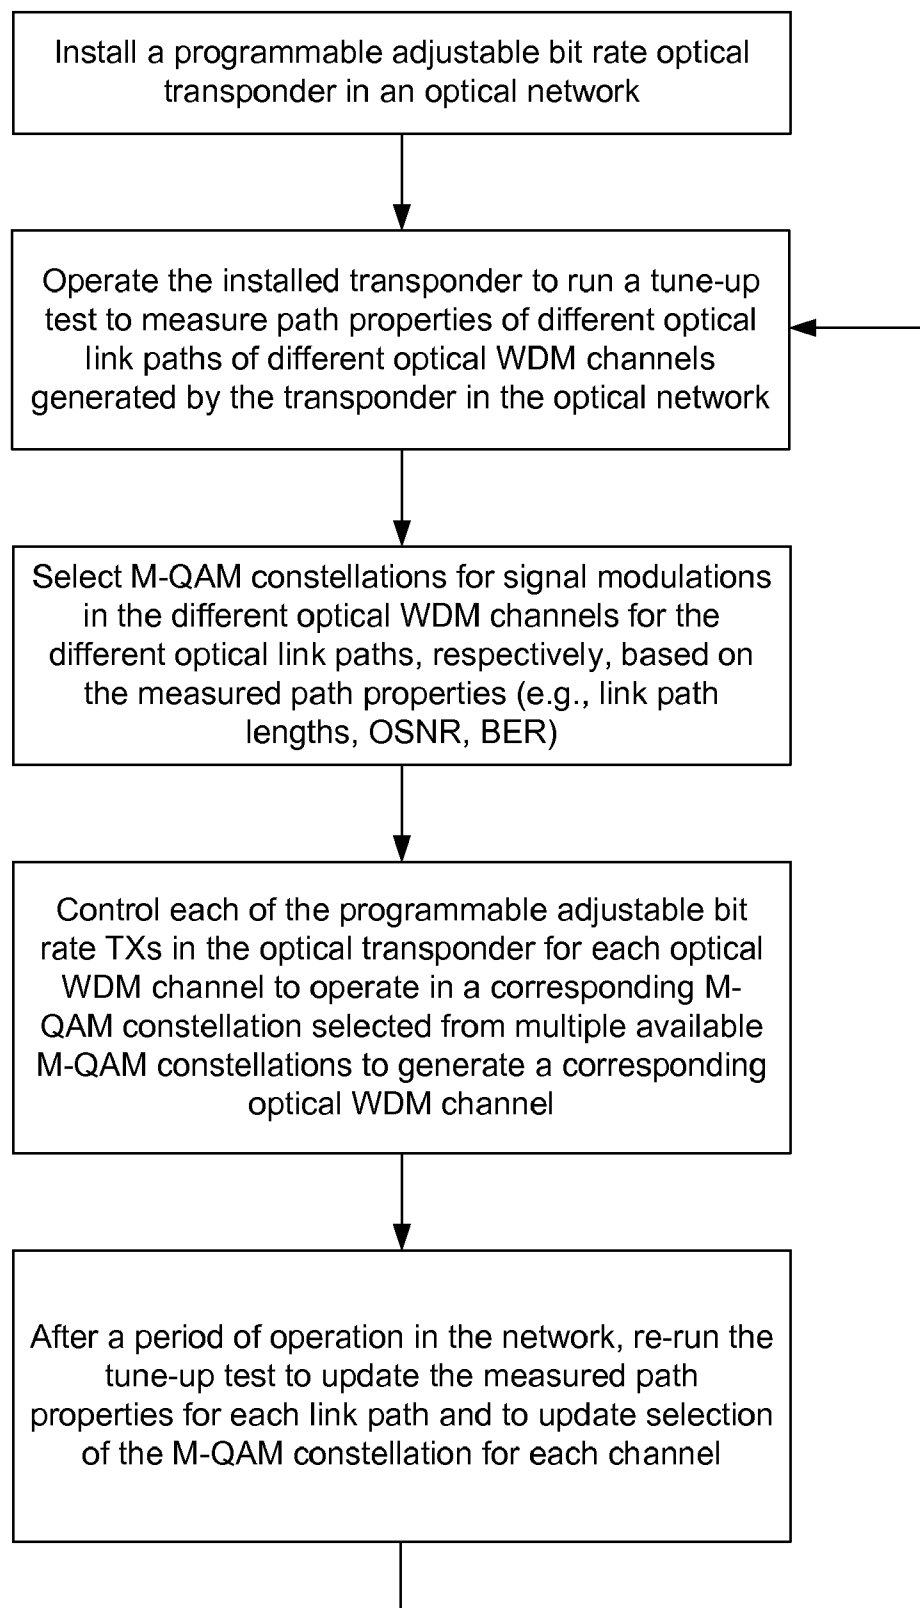 Install a programmable adjustable bit rate optical
transponder in an optical network
Operate the installed transponder to run a tune-up
test to measure path properties of different optical
link paths of different optical WDM channels
generated by the transponder in the optical network
Select M-QAM constellations for signal modulations
in the different optical WDM channels for the
different optical link paths, respectively, based on
the measured path properties (e.g., link path
lengths, OSNR, BER)
Control each of the programmable adjustable bit
rate TXs in the optical transponder for each optical
WDM channel to operate in a corresponding M-
QAM constellation selected from multiple available
M-QAM constellations to generate a corresponding
optical WDM channel
After a period of operation in the network, re-run the
tune-up test to update the measured path
properties for each link path and to update selection
of the M-QAM constellation for each channel